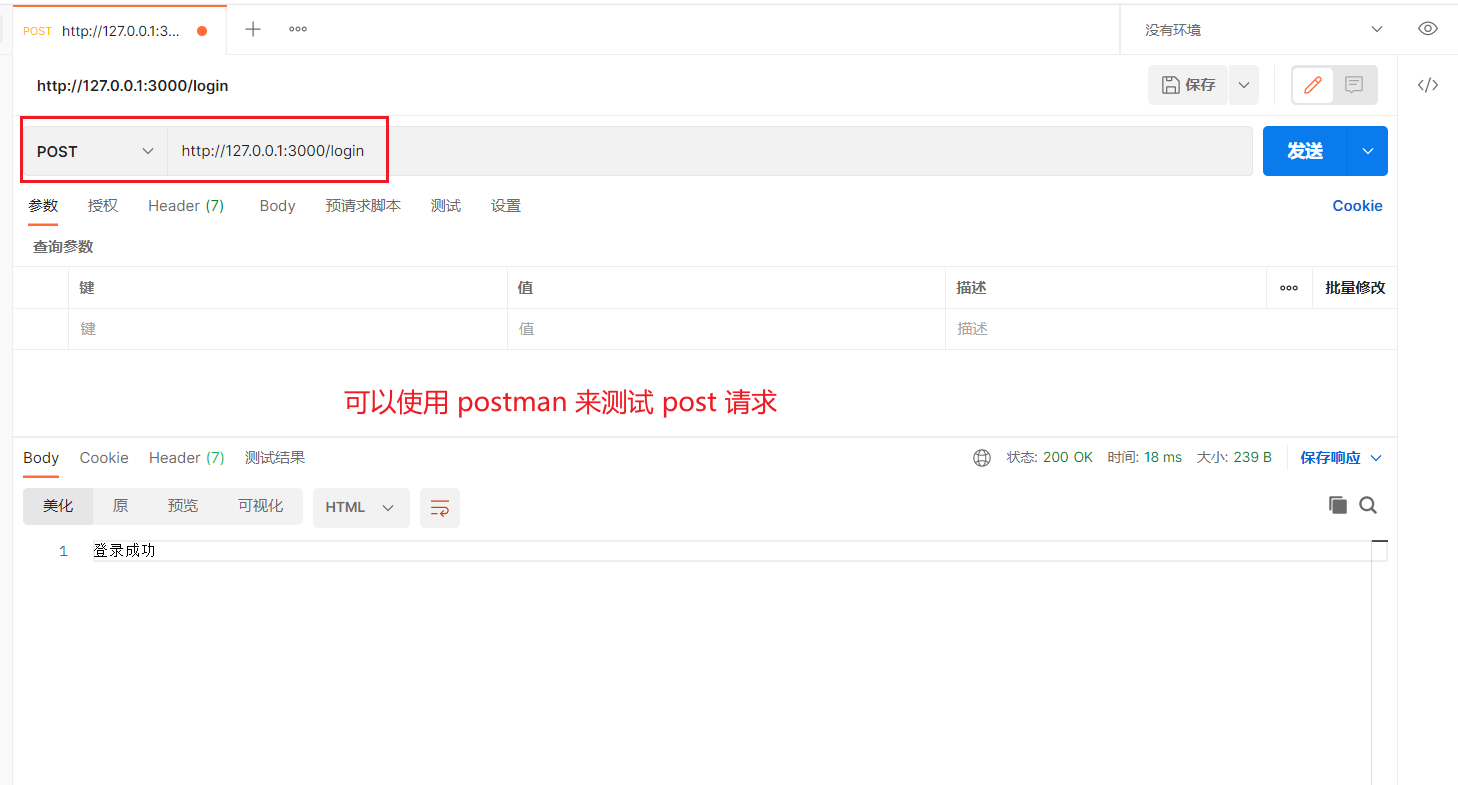 POST http://127.0.0.1:3... 没有环境
http://127.0.0.1:3000/login 保存
POST http://127.0.0.1:3000/login 发送
参数 授权 Header (7) Body 预请求脚本 测试 设置 Cookie
查询参数
键 值 描述 批量修改
键 值 描述
可以使用 postman 来测试 post 请求
Body Cookie Header (7) 测试结果 状态: 200 OK 时间: 18 ms 大小: 239 B 保存响应
美化 原 预览 可视化 HTML
1 登录成功